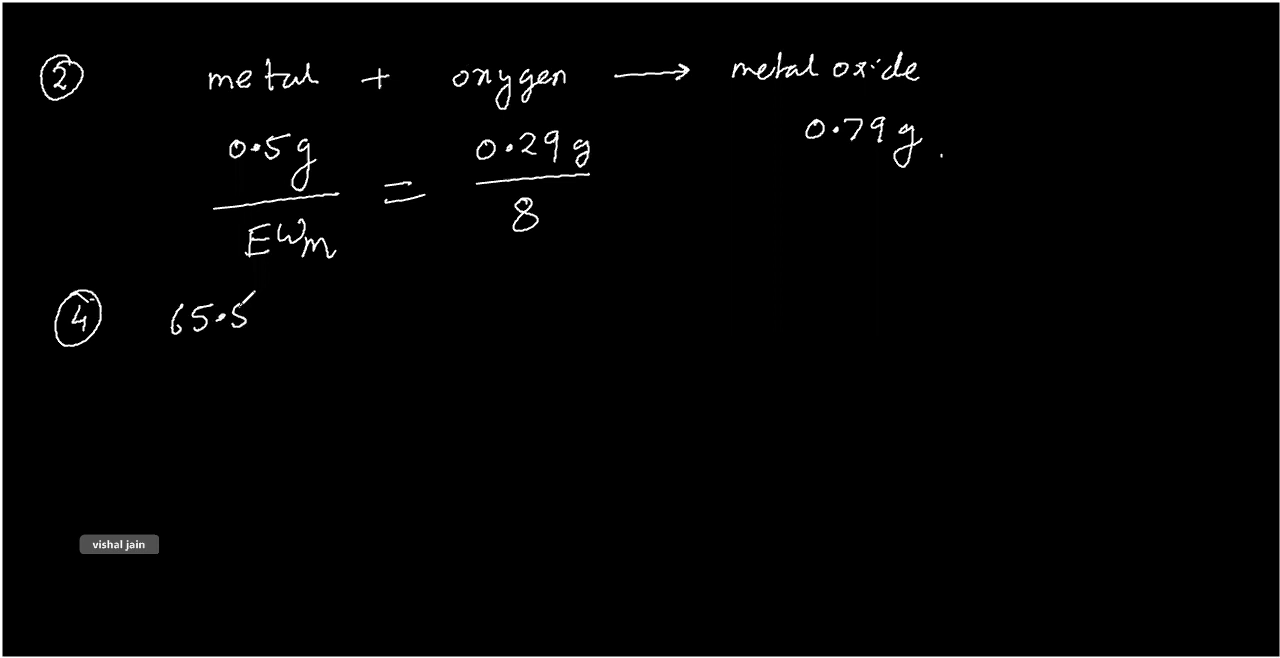 ② metal + oxygen ⟶ metal oxide
0.5g 0.29g 0.79g.
= 
EWm 8
④ 65.5
vishal jain